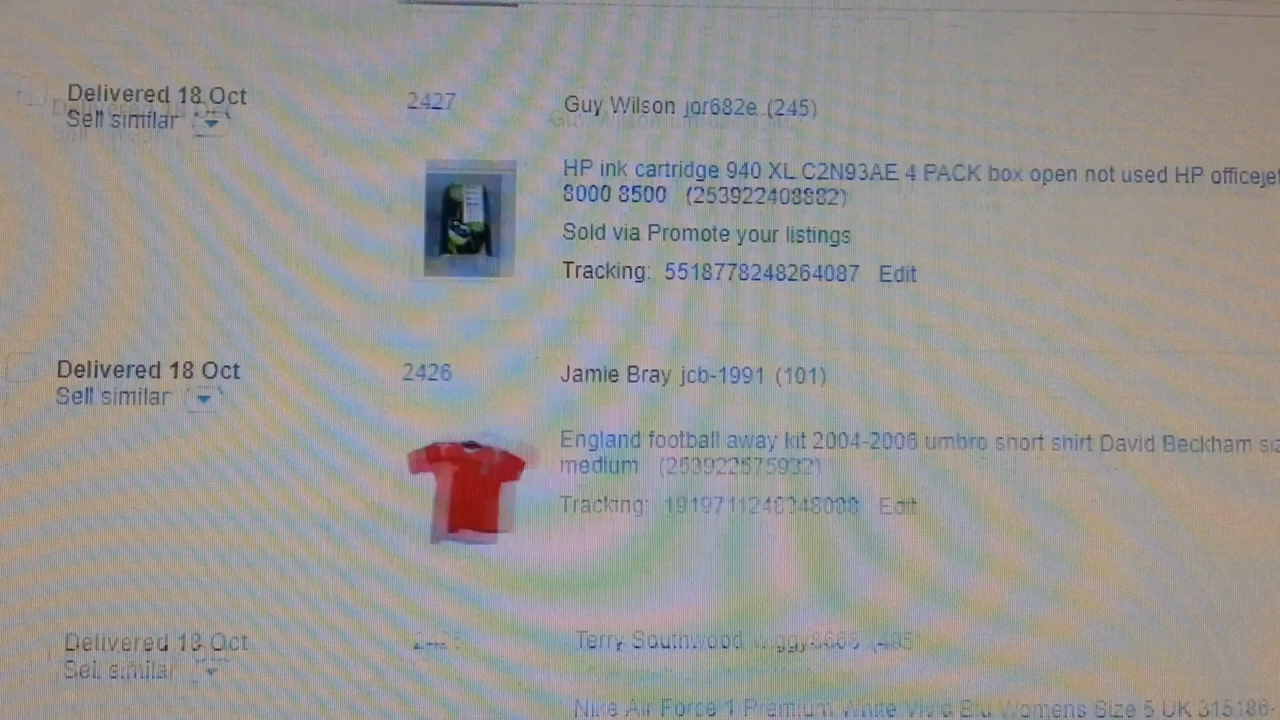 Delivered 18 Oct
Sell similar
2427
Guy Wilson jor682e (245)
HP ink cartridge 940 XL C2N93AE 4 PACK box open not used HP officejet
8000 8500 (253922408882)
Sold via Promote your listings
Tracking: 5518778248264087 Edit
Delivered 18 Oct
Sell similar
2426
Jamie Bray jcb-1991 (101)
England football away kit 2004-2006 umbro short shirt David Beckham
medium
Tracking: Edit
Delivered 18 Oct
Sell similar
Terry Southwood
Nike Air Force 1 Premium White Vivid Blu Womens Size 5 UK 315186-